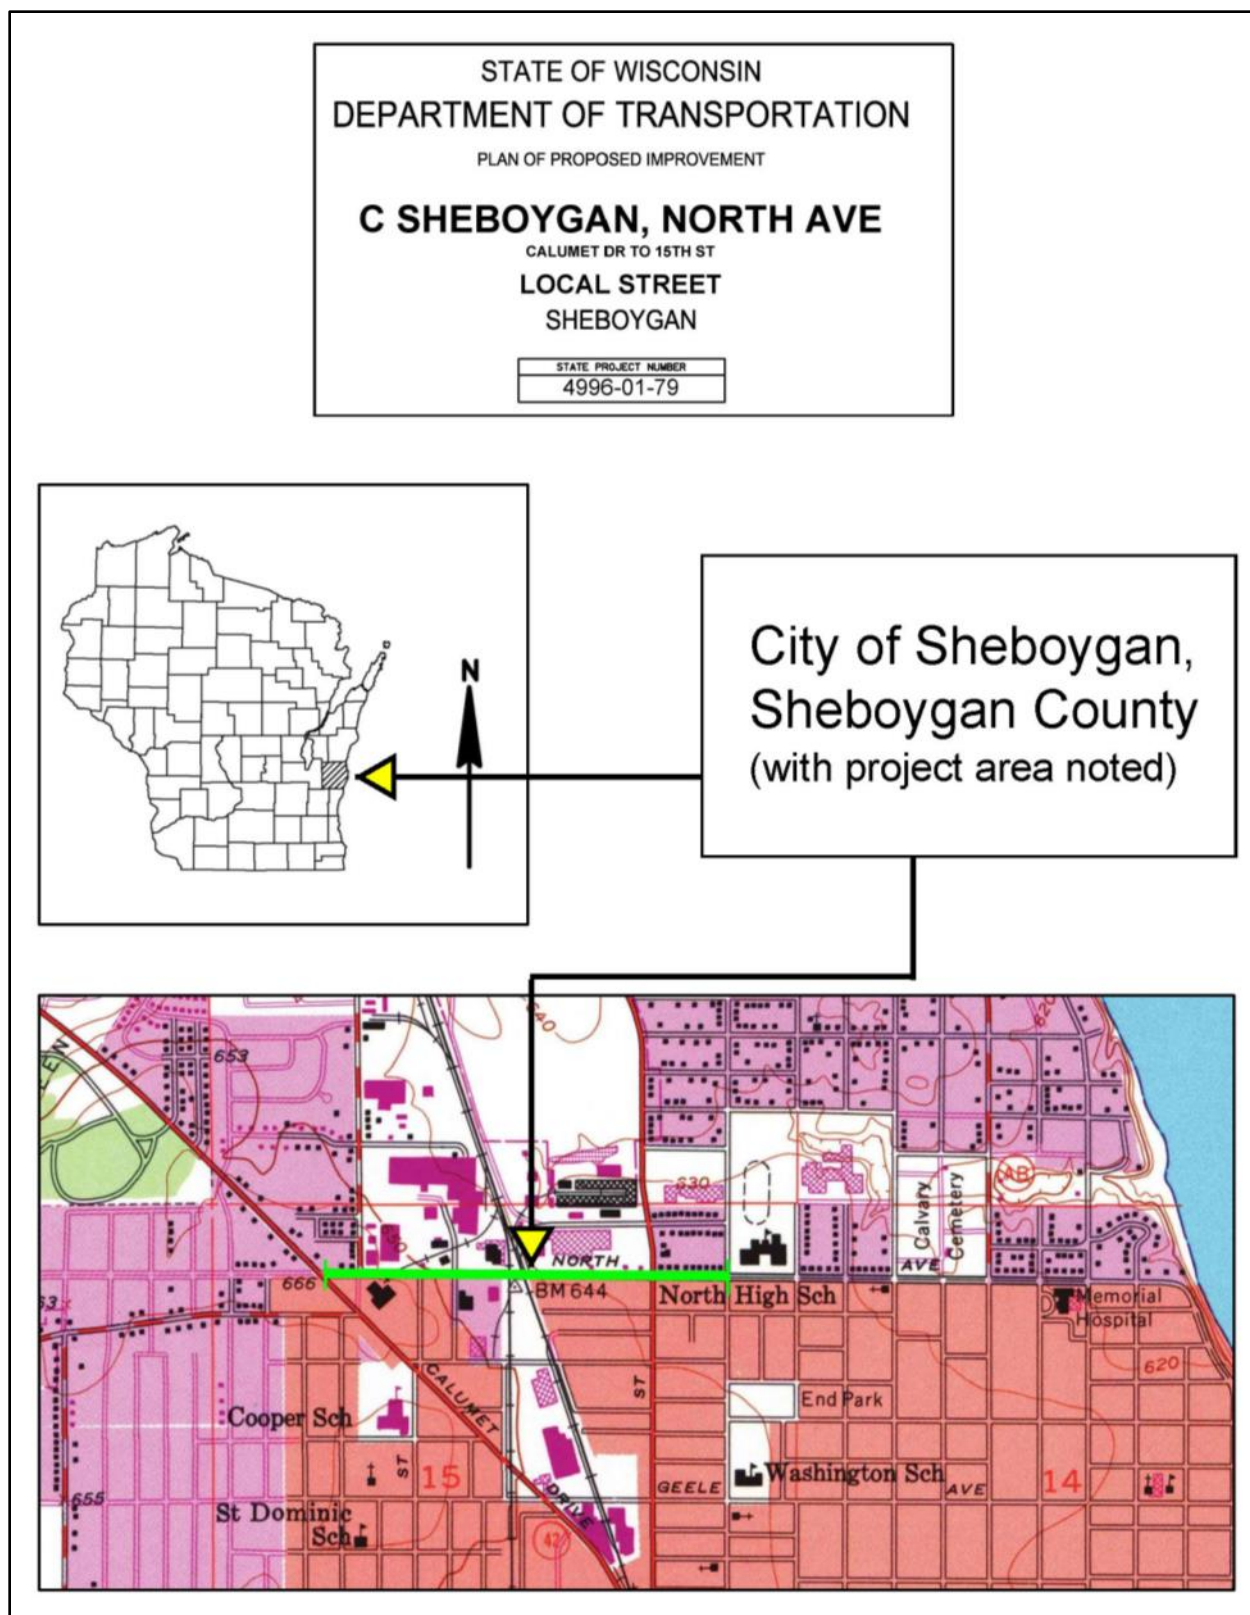 STATE OF WISCONSIN
DEPARTMENT OF TRANSPORTATION
PLAN OF PROPOSED IMPROVEMENT
C SHEBOYGAN, NORTH AVE
CALUMET DR TO 15TH ST
LOCAL STREET
SHEBOYGAN
STATE PROJECT NUMBER
4996-01-79
N
City of Sheboygan,
Sheboygan County
(with project area noted)
640
620
653
630
AB
Calvary
Cemetery
NORTH
AVE
666
BM 644
North High Sch
Memorial
Hospital
620
CALUMET
ST
End Park
Cooper Sch
ST
15
Washington Sch
14
GEELE
AVE
655
St Dominic
Sch
DRIVE
42